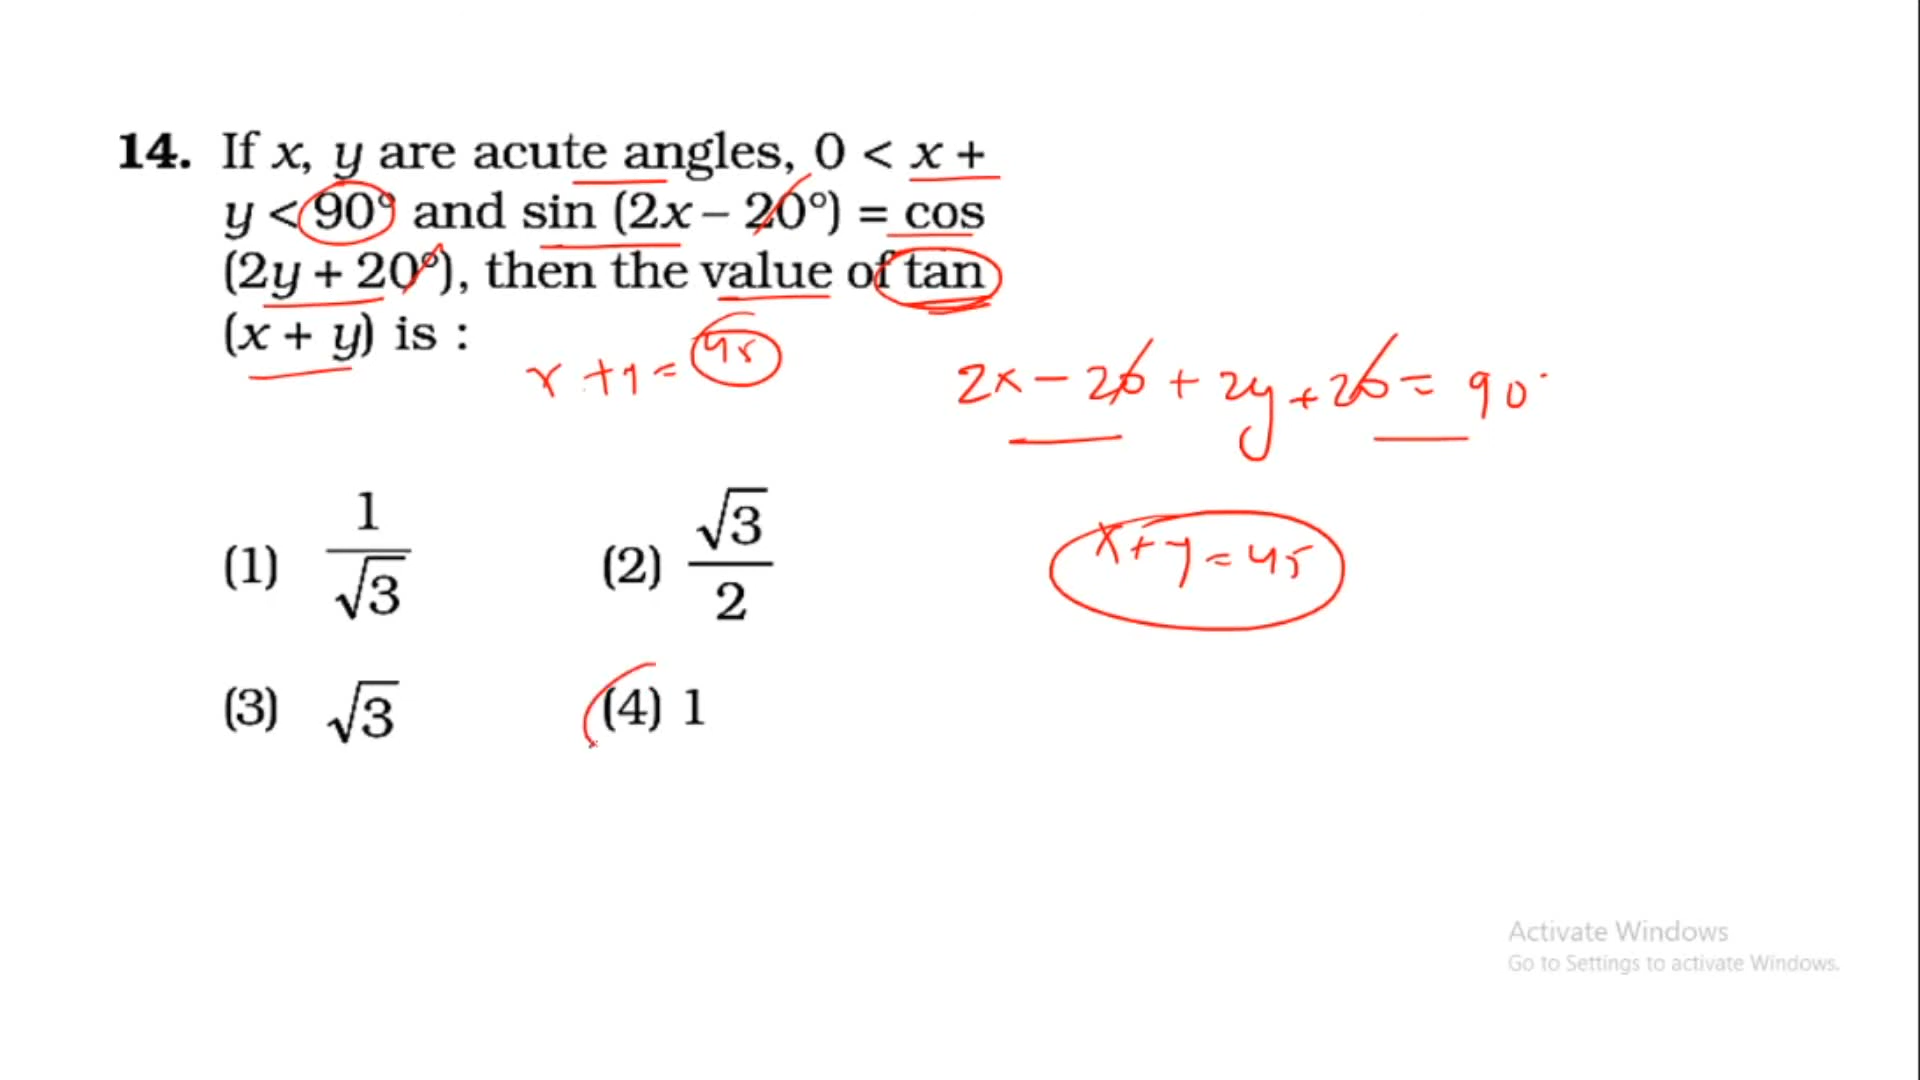 14. If x, y are acute angles, 0 < x +
y < 90° and sin (2x – 20°) = cos
(2y + 20°), then the value of tan
(x + y) is :
x + y = 45
2x - 20 + 2y + 20 = 90°
x + y = 45
(1) 1/√3 (2) √3/2
(3) √3 (4) 1
Activate Windows
Go to Settings to activate Windows.